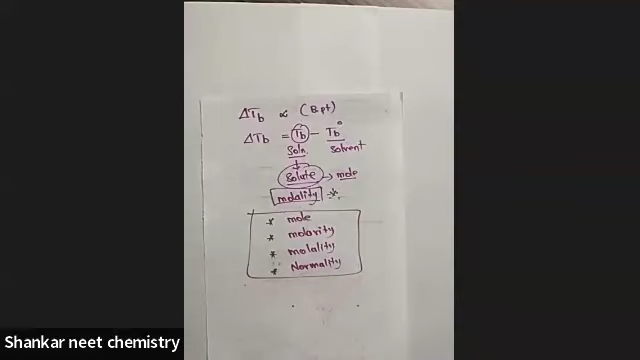 ΔTb ∝ (B.pt)
ΔTb = Tb - Tb°
Soln. Solvent
Solute → mole
molality → *.
* mole
* molarity
* molality
* Normality
Shankar neet chemistry